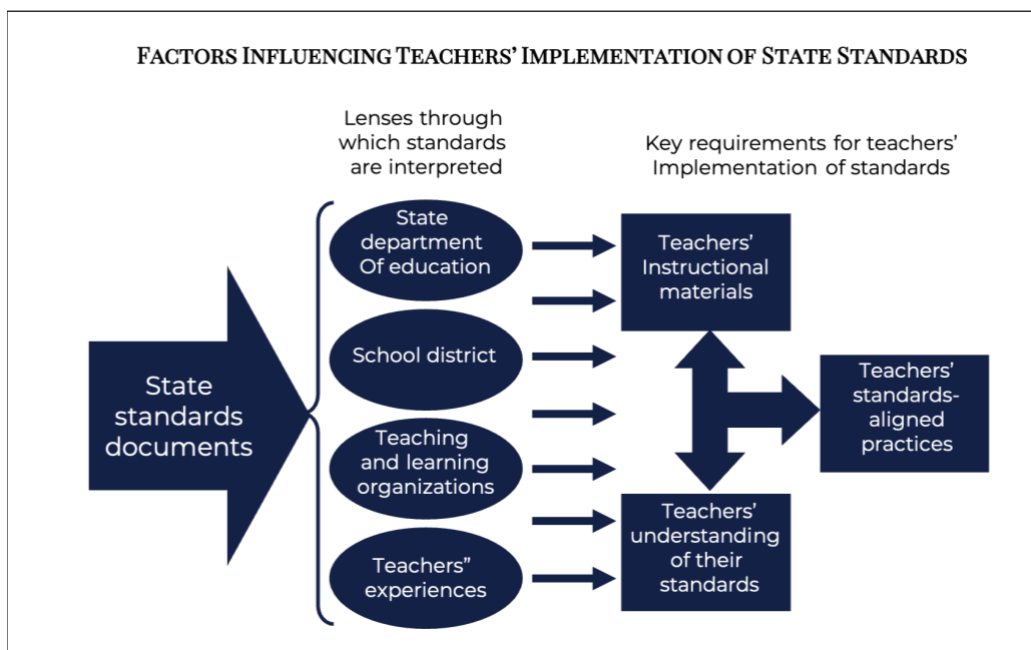 FACTORS INFLUENCING TEACHERS’ IMPLEMENTATION OF STATE STANDARDS
Lenses through
which standards
are interpreted
Key requirements for teachers’
Implementation of standards
State
standards
documents
State
department
Of education
School district
Teaching
and learning
organizations
Teachers”
experiences
Teachers’
Instructional
materials
Teachers’
understanding
of their
standards
Teachers’
standards-
aligned
practices